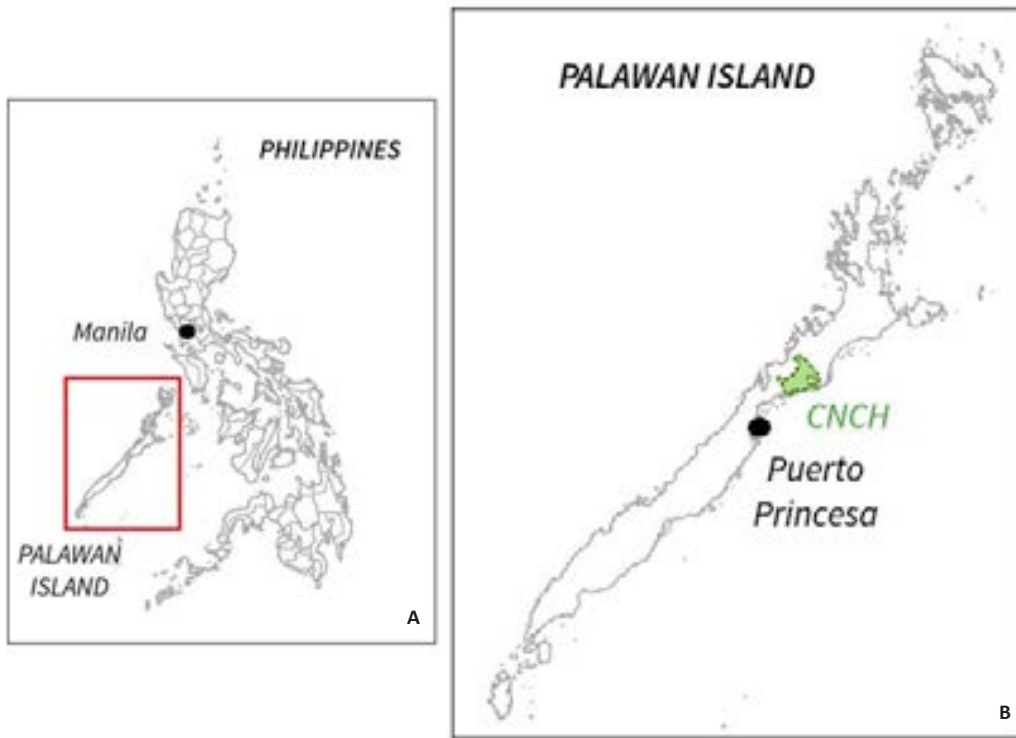 PHILIPPINES
Manila
PALAWAN
ISLAND
A
PALAWAN ISLAND
CNCH
Puerto
Princesa
B